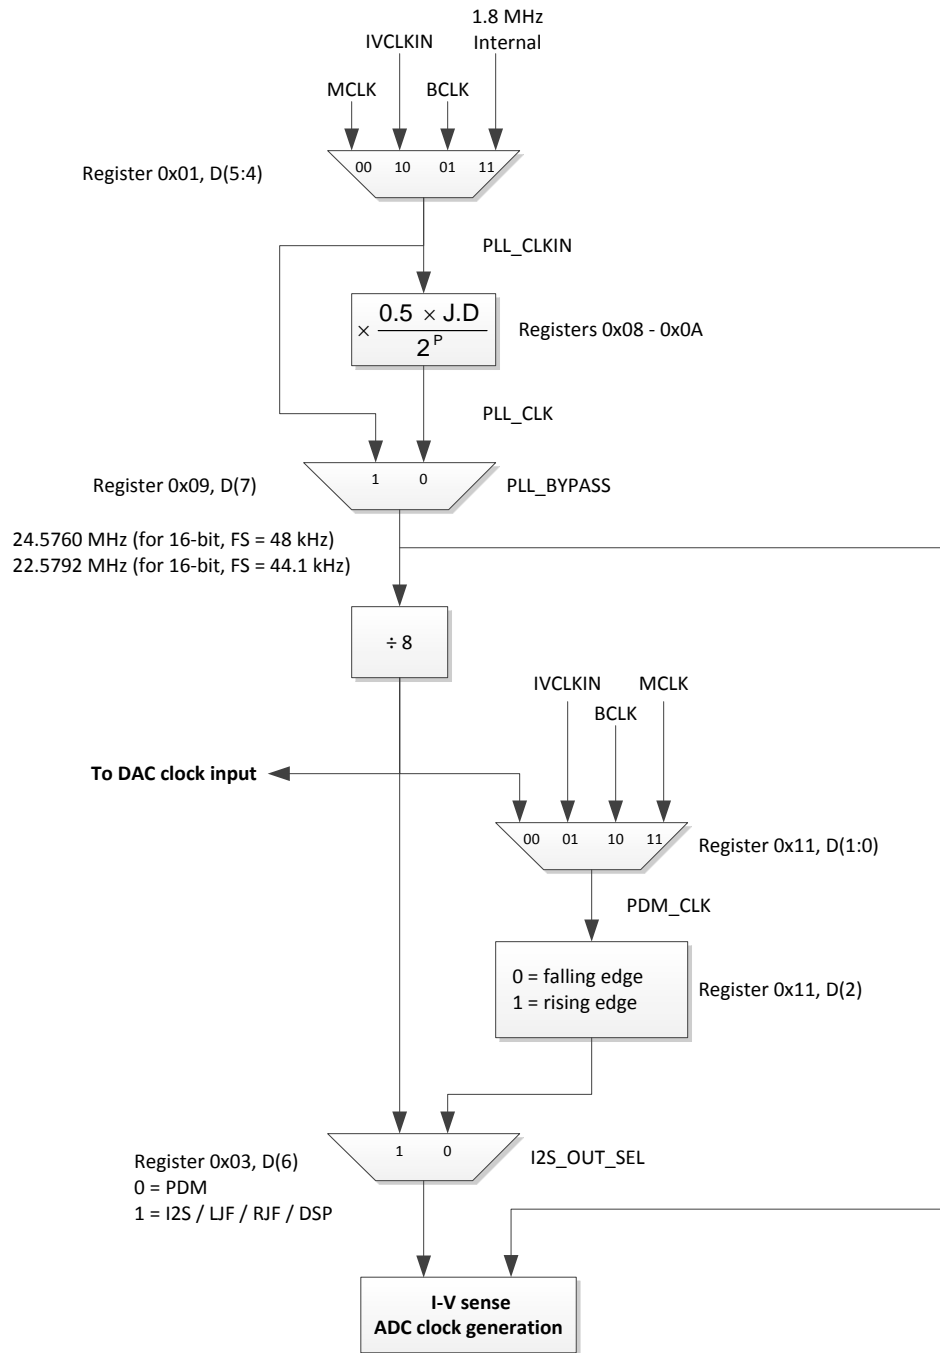 1.8 MHz
Internal
IVCLKIN
MCLK
BCLK
00 10 01 11
Register 0x01, D(5:4)
PLL_CLKIN
× 0.5 × J.D
2^P
Registers 0x08 - 0x0A
PLL_CLK
1 0
Register 0x09, D(7)
PLL_BYPASS
24.5760 MHz (for 16-bit, FS = 48 kHz)
22.5792 MHz (for 16-bit, FS = 44.1 kHz)
÷ 8
IVCLKIN
MCLK
BCLK
To DAC clock input
00 01 10 11
Register 0x11, D(1:0)
PDM_CLK
0 = falling edge
1 = rising edge
Register 0x11, D(2)
1 0
I2S_OUT_SEL
Register 0x03, D(6)
0 = PDM
1 = I2S / LJF / RJF / DSP
I-V sense
ADC clock generation